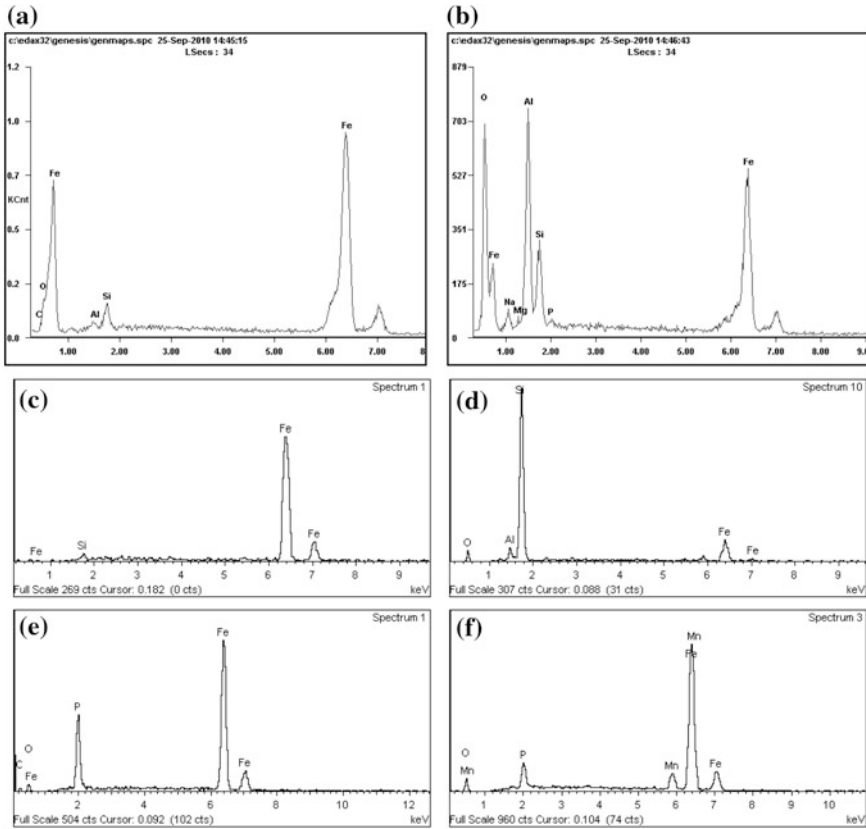 (a)
c:\edax32\genesis\genmaps.spc 25-Sep-2010 14:45:15
LSecs : 34
1.2
1.0
0.7
KCnt
0.5
0.2
0.0
Fe
O
C
Al
Si
Fe
1.00 2.00 3.00 4.00 5.00 6.00 7.00 8
(b)
c:\edax32\genesis\genmaps.spc 25-Sep-2010 14:46:43
LSecs : 34
879
703
527
351
175
0
O
Al
Fe
Si
Fe
Na
Mg
P
1.00 2.00 3.00 4.00 5.00 6.00 7.00 8.00 9.0
(c)
Spectrum 1
Fe
Fe
Si
Fe
1 2 3 4 5 6 7 8 9
Full Scale 269 cts Cursor: 0.182 (0 cts) keV
(d)
Spectrum 10
S
O
Al
Fe
Fe
1 2 3 4 5 6 7 8 9
Full Scale 307 cts Cursor: 0.088 (31 cts) keV
(e)
Spectrum 1
Fe
P
O
C
Fe
Fe
2 4 6 8 10 12
Full Scale 504 cts Cursor: 0.092 (102 cts) keV
(f)
Spectrum 3
Mn
Fe
O
P
Mn
Mn
Fe
0 1 2 3 4 5 6 7 8 9 10
Full Scale 960 cts Cursor: 0.104 (74 cts) keV